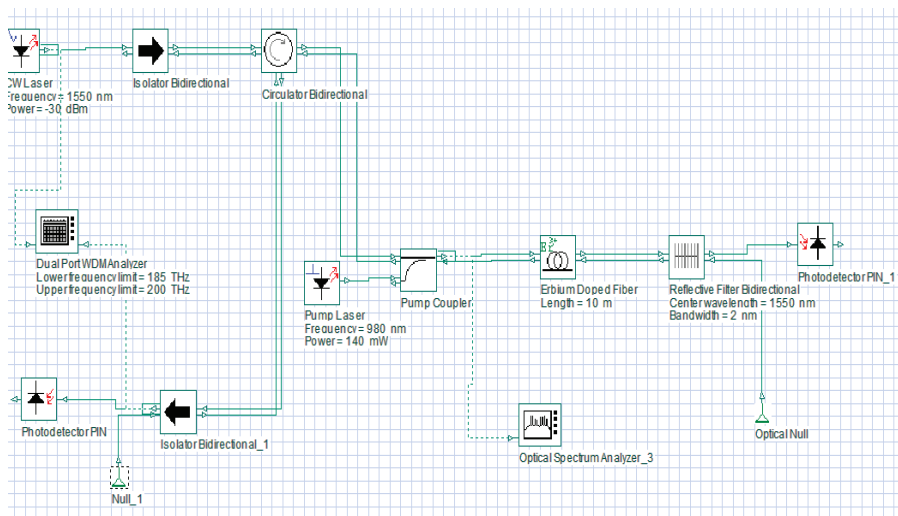 CW Laser
Frequency = 1550 nm
Power = -30 dBm
Isolator Bidirectional
Circulator Bidirectional
Dual Port WDM Analyzer
Lower frequency limit = 185 THz
Upper frequency limit = 200 THz
Pump Laser
Frequency = 980 nm
Power = 140 mW
Pump Coupler
Erbium Doped Fiber
Length = 10 m
Reflective Filter Bidirectional
Center wavelength = 1550 nm
Bandwidth = 2 nm
Photodetector PIN_1
Photodetector PIN
Isolator Bidirectional_1
Optical Spectrum Analyzer_3
Optical Null
Null_1